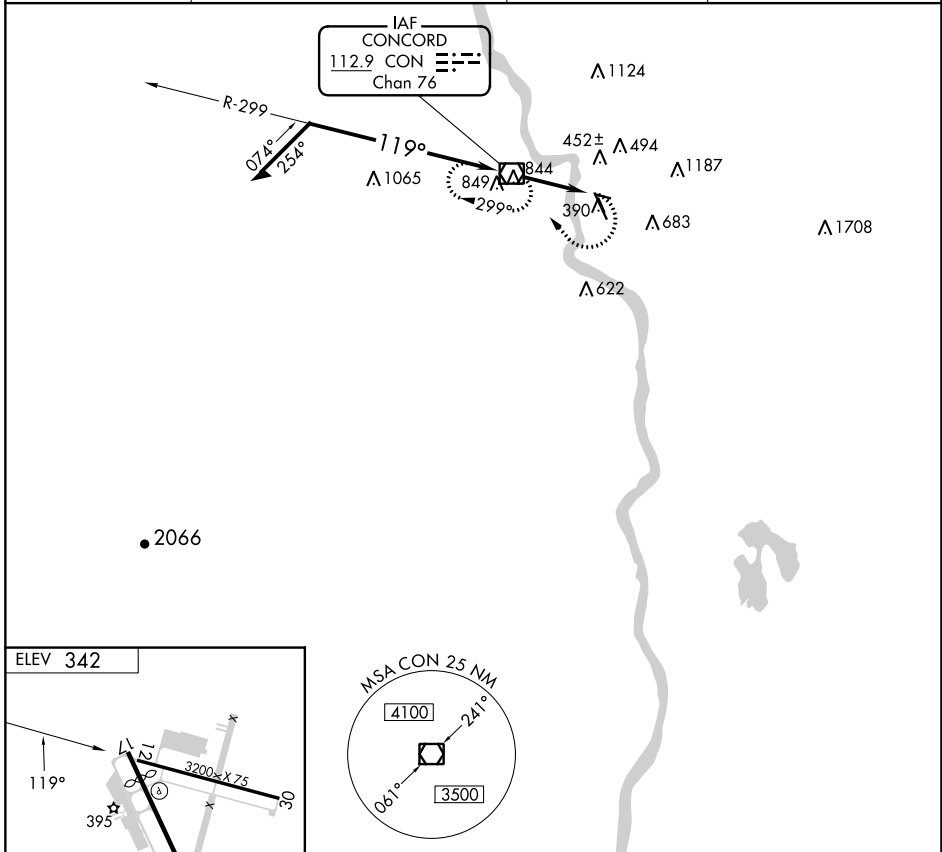 IAF
CONCORD
112.9 CON
Chan 76
R-299
074°
254°
119°
1065
849
844
299°
452±
494
1124
1187
390
683
1708
622
2066
ELEV 342
119°
17
12
3200 X 75
30
395
P
X
X
MSA CON 25 NM
4100
241°
061°
3500